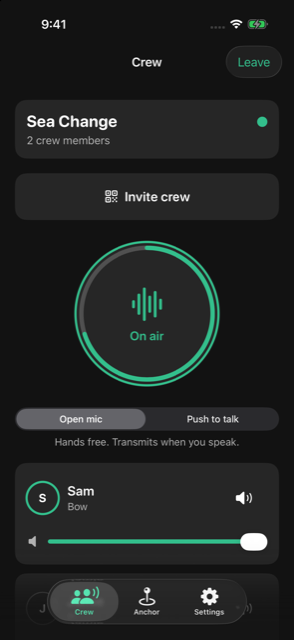 9:41
Crew
Leave
Sea Change
2 crew members
Invite crew
On air
Open mic
Push to talk
Hands free. Transmits when you speak.
S
Sam
Bow
J
Crew
Anchor
Settings